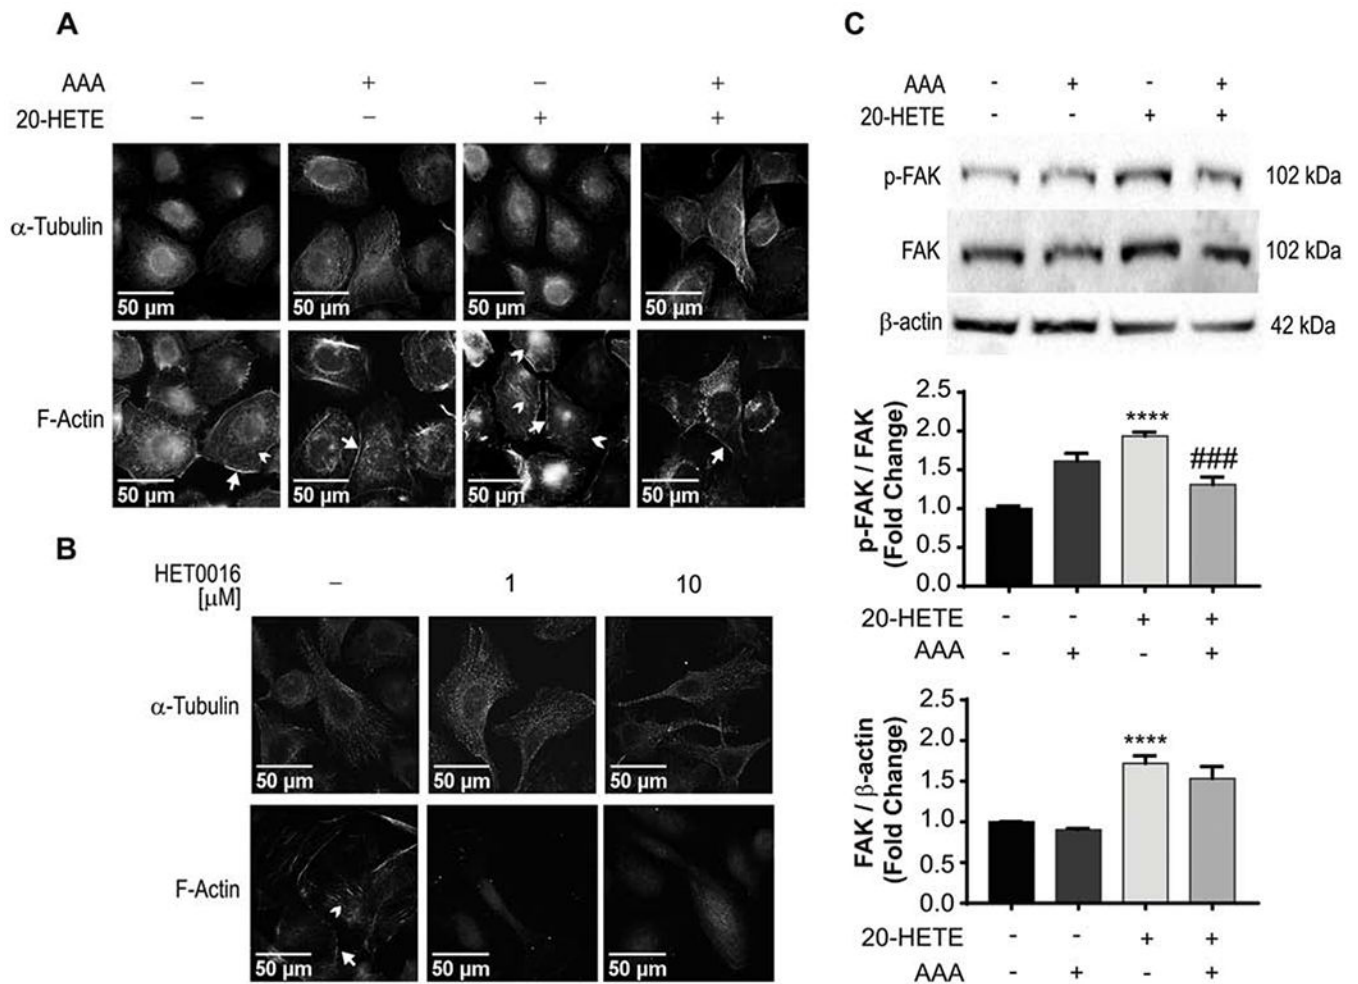 A
AAA − + − +
20-HETE − − + +
α-Tubulin
50 µm 50 µm 50 µm 50 µm
F-Actin
50 µm 50 µm 50 µm 50 µm
B
HET0016
[µM] − 1 10
α-Tubulin
50 µm 50 µm 50 µm
F-Actin
50 µm 50 µm 50 µm
C
AAA - + - +
20-HETE - - + +
p-FAK 102 kDa
FAK 102 kDa
β-actin 42 kDa
p-FAK / FAK
(Fold Change)
2.5
2.0
1.5
1.0
0.5
0.0
****
###
20-HETE - - + +
AAA - + - +
FAK / β-actin
(Fold Change)
2.5
2.0
1.5
1.0
0.5
0.0
****
20-HETE - - + +
AAA - + - +